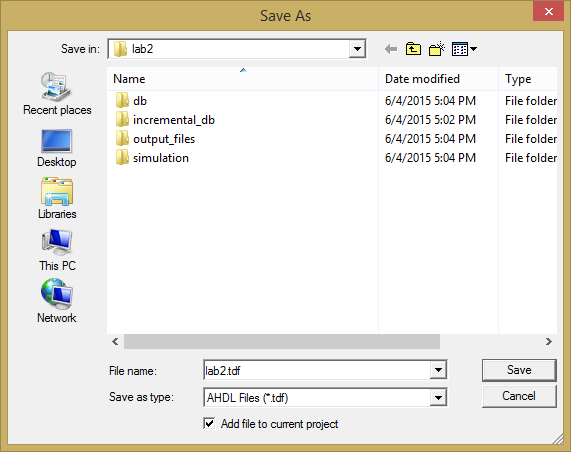 Save As
Save in: lab2
Name Date modified Type
db 6/4/2015 5:04 PM File folder
incremental_db 6/4/2015 5:02 PM File folder
output_files 6/4/2015 5:04 PM File folder
simulation 6/4/2015 5:04 PM File folder
Recent places
Desktop
Libraries
This PC
Network
File name: lab2.tdf Save
Save as type: AHDL Files (*.tdf) Cancel
Add file to current project